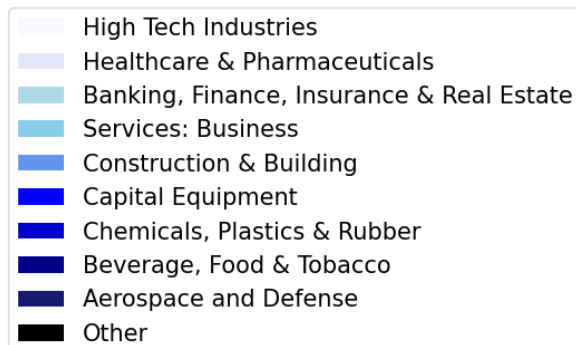 High Tech Industries
Healthcare & Pharmaceuticals
Banking, Finance, Insurance & Real Estate
Services: Business
Construction & Building
Capital Equipment
Chemicals, Plastics & Rubber
Beverage, Food & Tobacco
Aerospace and Defense
Other